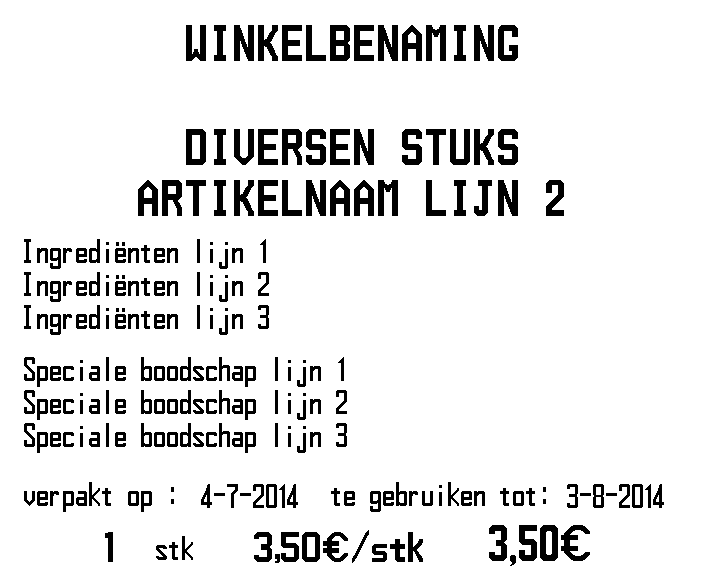 WINKELBENAMING
DIVERSEN STUKS
ARTIKELNAAM LIJN 2
Ingrediënten lijn 1
Ingrediënten lijn 2
Ingrediënten lijn 3
Speciale boodschap lijn 1
Speciale boodschap lijn 2
Speciale boodschap lijn 3
verpakt op : 4-7-2014 te gebruiken tot: 3-8-2014
1 stk 3,50€/stk 3,50€